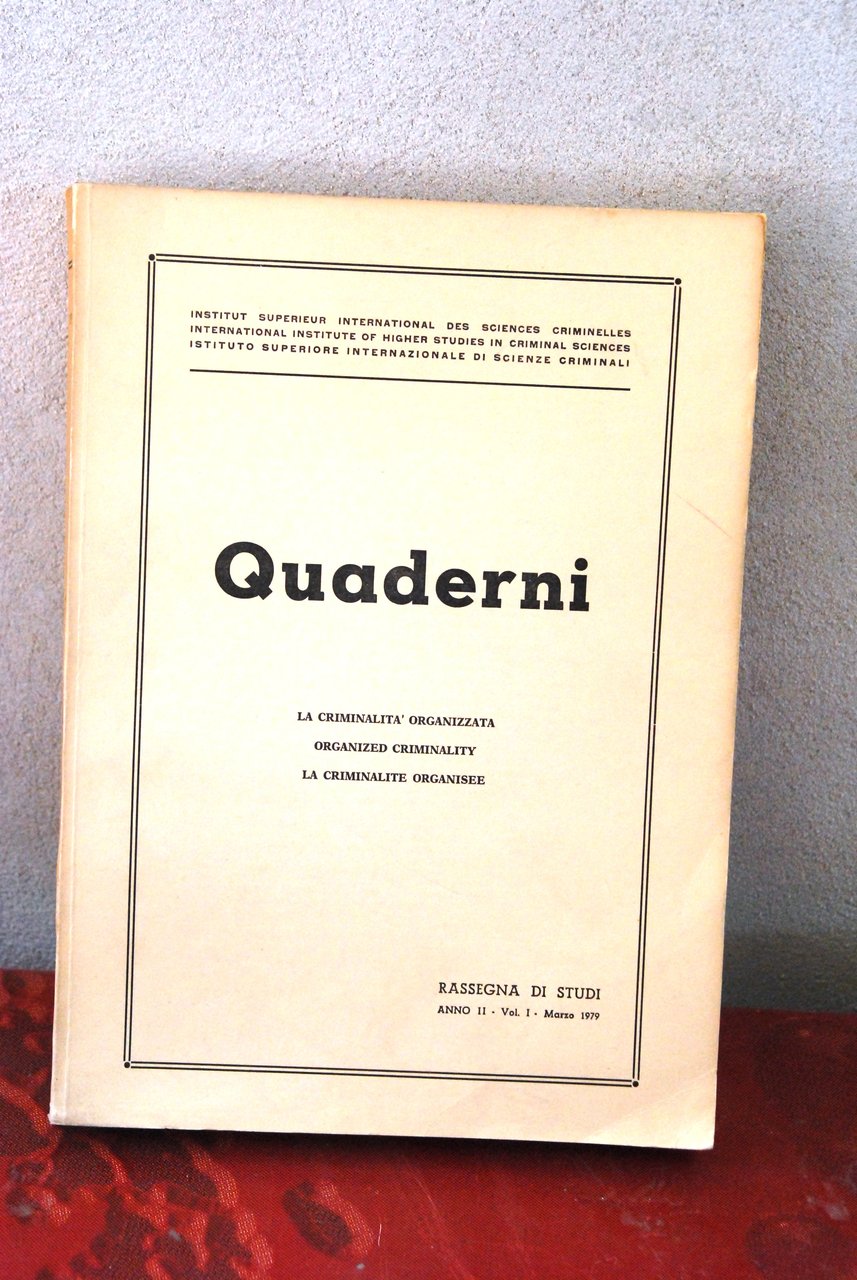 INSTITUT SUPERIEUR INTERNATIONAL DES SCIENCES CRIMINELLES
INTERNATIONAL INSTITUTE OF HIGHER STUDIES IN CRIMINAL SCIENCES
ISTITUTO SUPERIORE INTERNAZIONALE DI SCIENZE CRIMINALI
Quaderni
LA CRIMINALITA' ORGANIZZATA
ORGANIZED CRIMINALITY
LA CRIMINALITE ORGANISEE
RASSEGNA DI STUDI
ANNO II - Vol. I - Marzo 1979